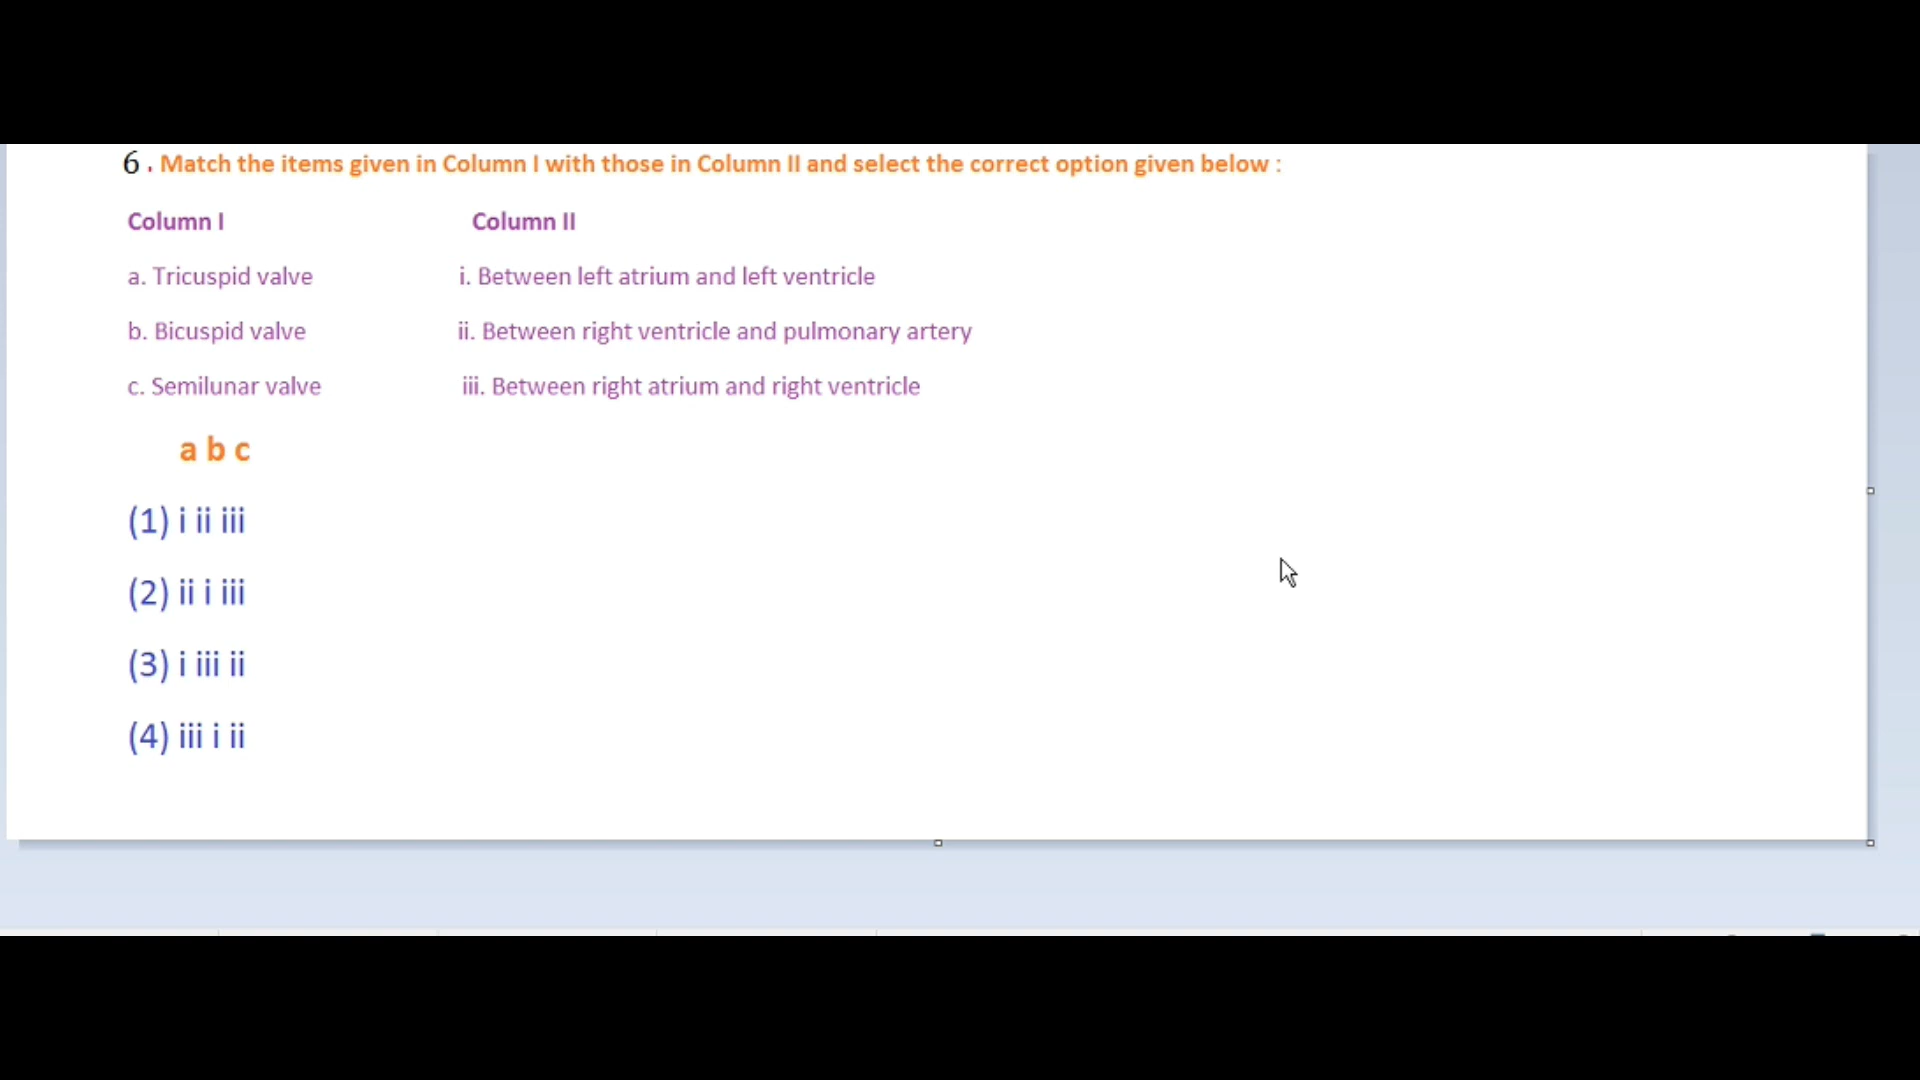 6 . Match the items given in Column I with those in Column II and select the correct option given below :
Column I Column II
a. Tricuspid valve i. Between left atrium and left ventricle
b. Bicuspid valve ii. Between right ventricle and pulmonary artery
c. Semilunar valve iii. Between right atrium and right ventricle
a b c
(1) i ii iii
(2) ii i iii
(3) i iii ii
(4) iii i ii